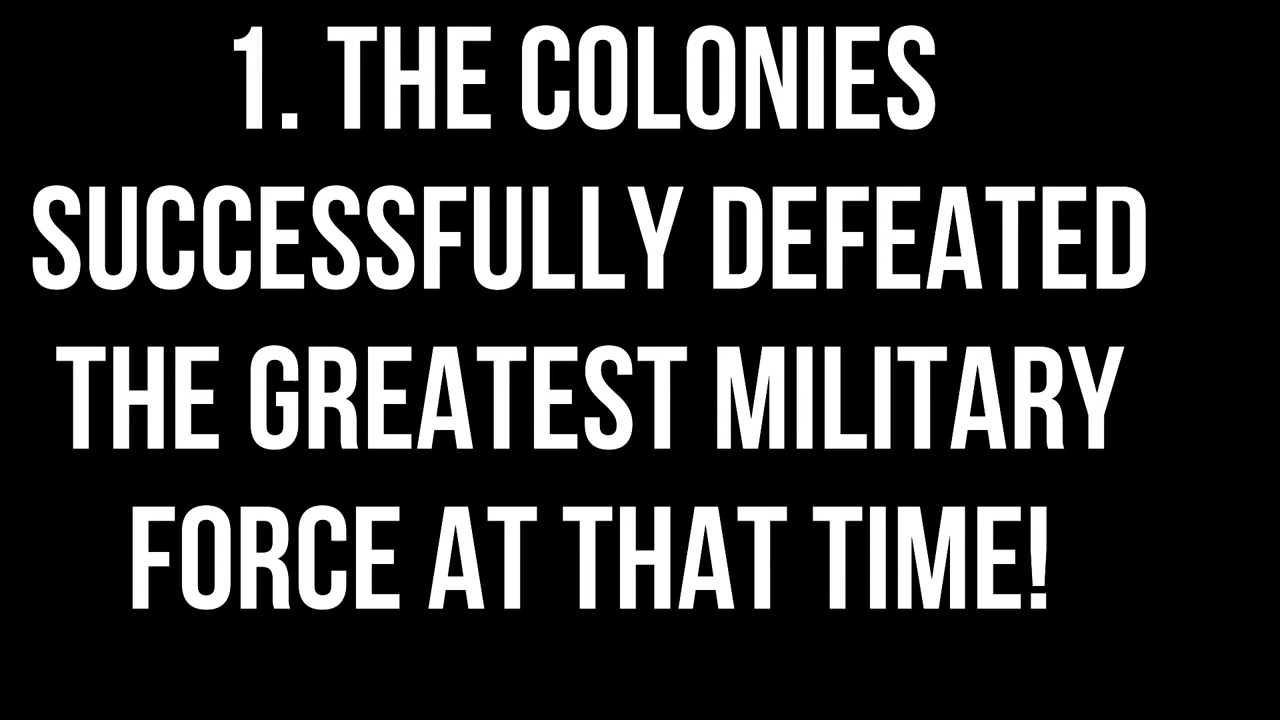 1. THE COLONIES
SUCCESSFULLY DEFEATED
THE GREATEST MILITARY
FORCE AT THAT TIME!